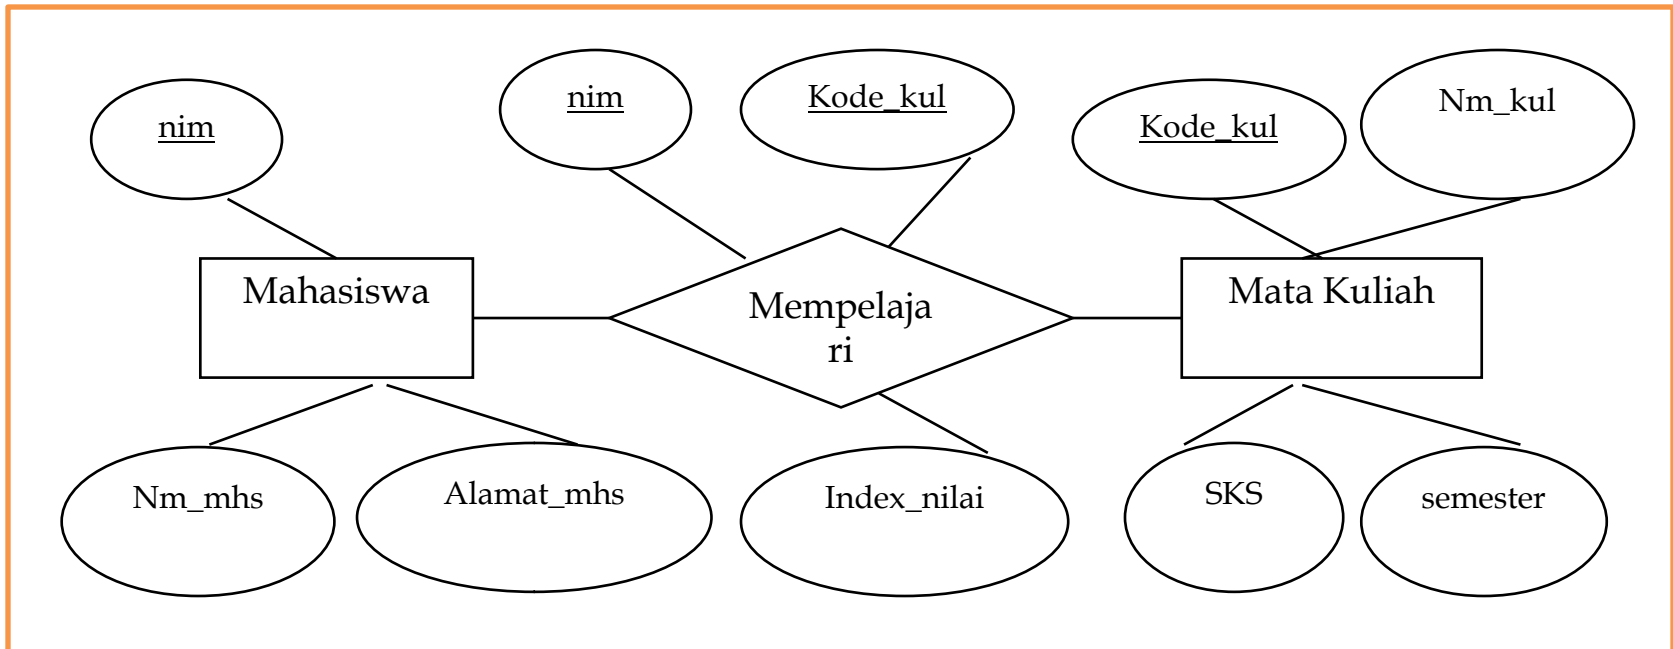 nim
nim
Kode_kul
Kode_kul
Nm_kul
Mahasiswa
Mempelaja
ri
Mata Kuliah
Nm_mhs
Alamat_mhs
Index_nilai
SKS
semester